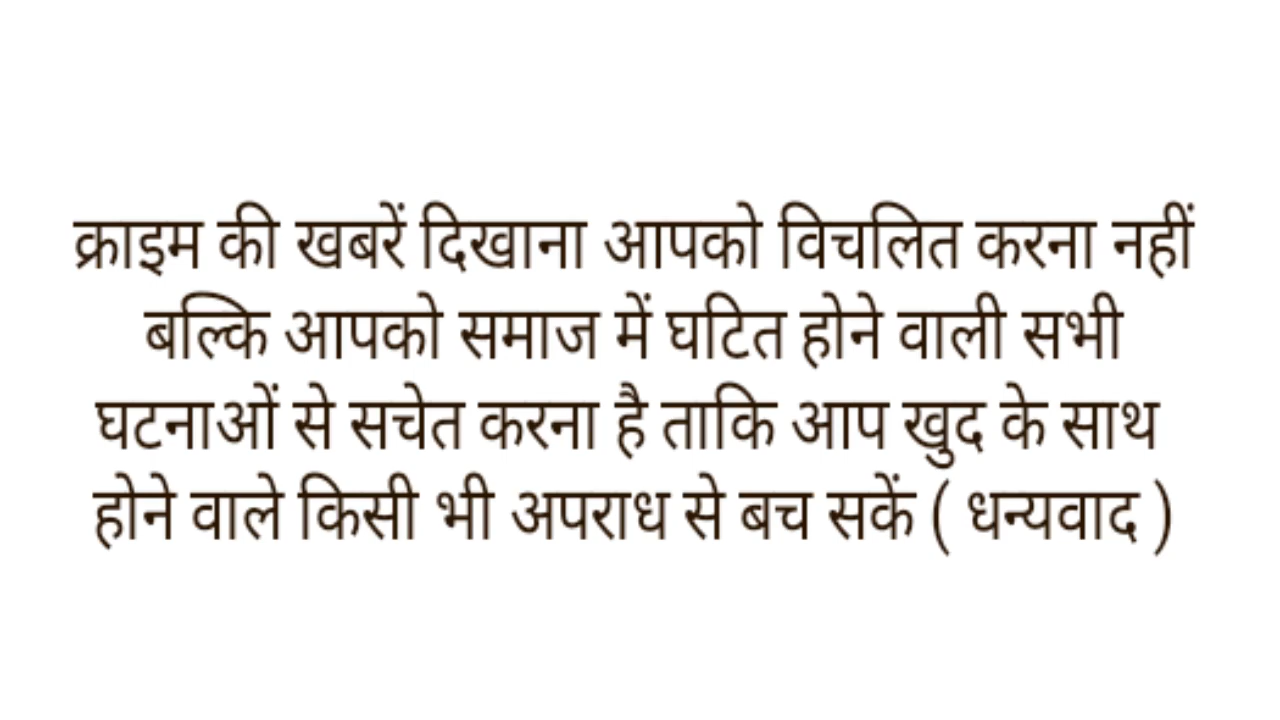 क्राइम की खबरें दिखाना आपको विचलित करना नहीं
बल्कि आपको समाज में घटित होने वाली सभी
घटनाओं से सचेत करना है ताकि आप खुद के साथ
होने वाले किसी भी अपराध से बच सकें ( धन्यवाद )